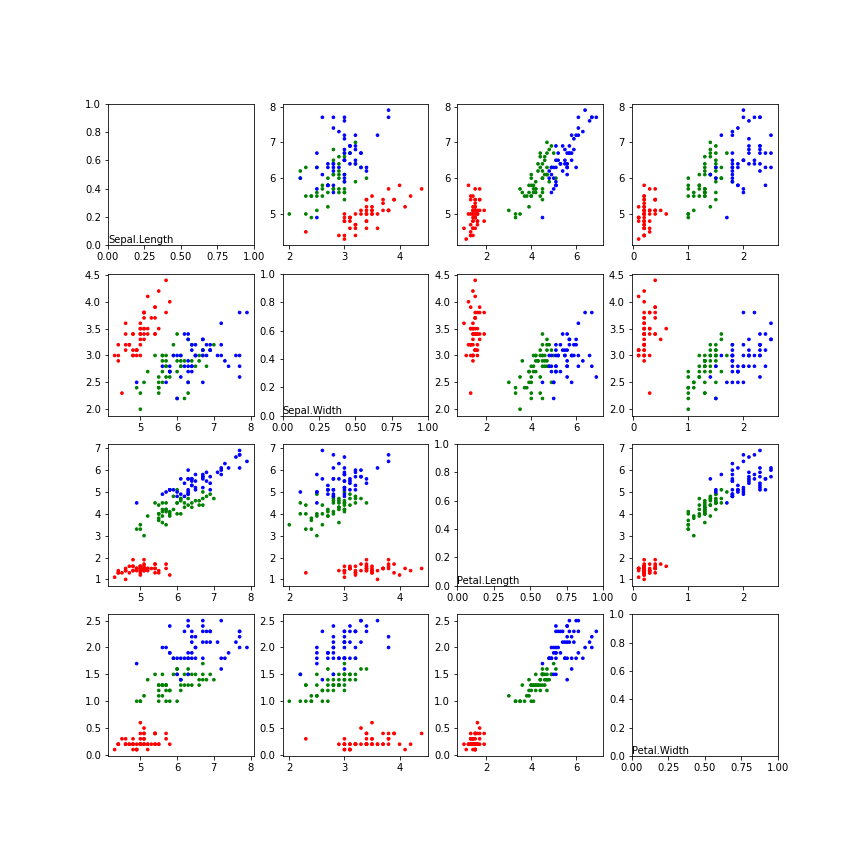 1.0 8 8 8
0.8
0.6 7 7 7
0.4 6 6 6
0.2 5 5 5
0.0
Sepal.Length
0.00 0.25 0.50 0.75 1.00 2 3 4 2 4 6 0 1 2
4.5 1.0 4.5 4.5
4.0 0.8 4.0 4.0
3.5 0.6 3.5 3.5
3.0 0.4 3.0 3.0
2.5 0.2 2.5 2.5
2.0 0.0 2.0 2.0
Sepal.Width
5 6 7 8 0.00 0.25 0.50 0.75 1.00 2 4 6 0 1 2
7 7 1.0 7
6 6 0.8 6
5 5 0.6 5
4 4 4
3 3 0.4 3
2 2 0.2 2
1 1 0.0 1
Petal.Length
5 6 7 8 2 3 4 0.00 0.25 0.50 0.75 1.00 0 1 2
2.5 2.5 2.5 1.0
2.0 2.0 2.0 0.8
1.5 1.5 1.5 0.6
1.0 1.0 1.0 0.4
0.5 0.5 0.5 0.2
0.0 0.0 0.0 0.0
Petal.Width
5 6 7 8 2 3 4 2 4 6 0.00 0.25 0.50 0.75 1.00